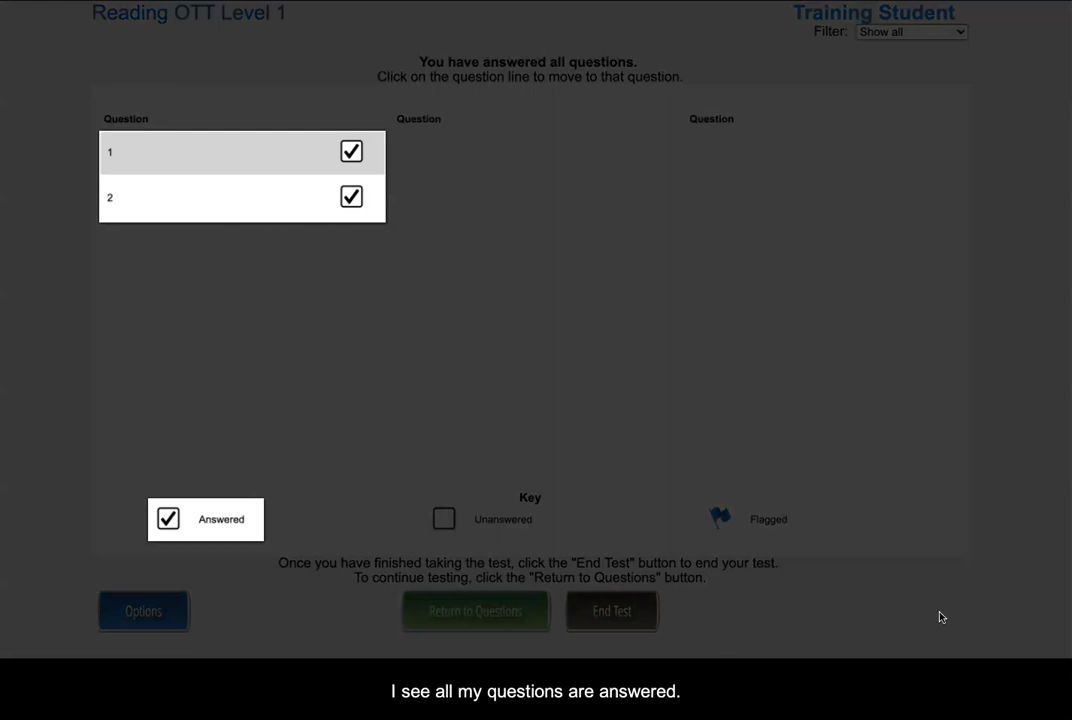 Reading OTT Level 1
Training Student
Filter: Show all
You have answered all questions.
Click on the question line to move to that question.
Question
Question
Question
1
2
Key
Answered
Unanswered
Flagged
Once you have finished taking the test, click the "End Test" button to end your test.
To continue testing, click the "Return to Questions" button.
Options
Return to Questions
End Test
I see all my questions are answered.